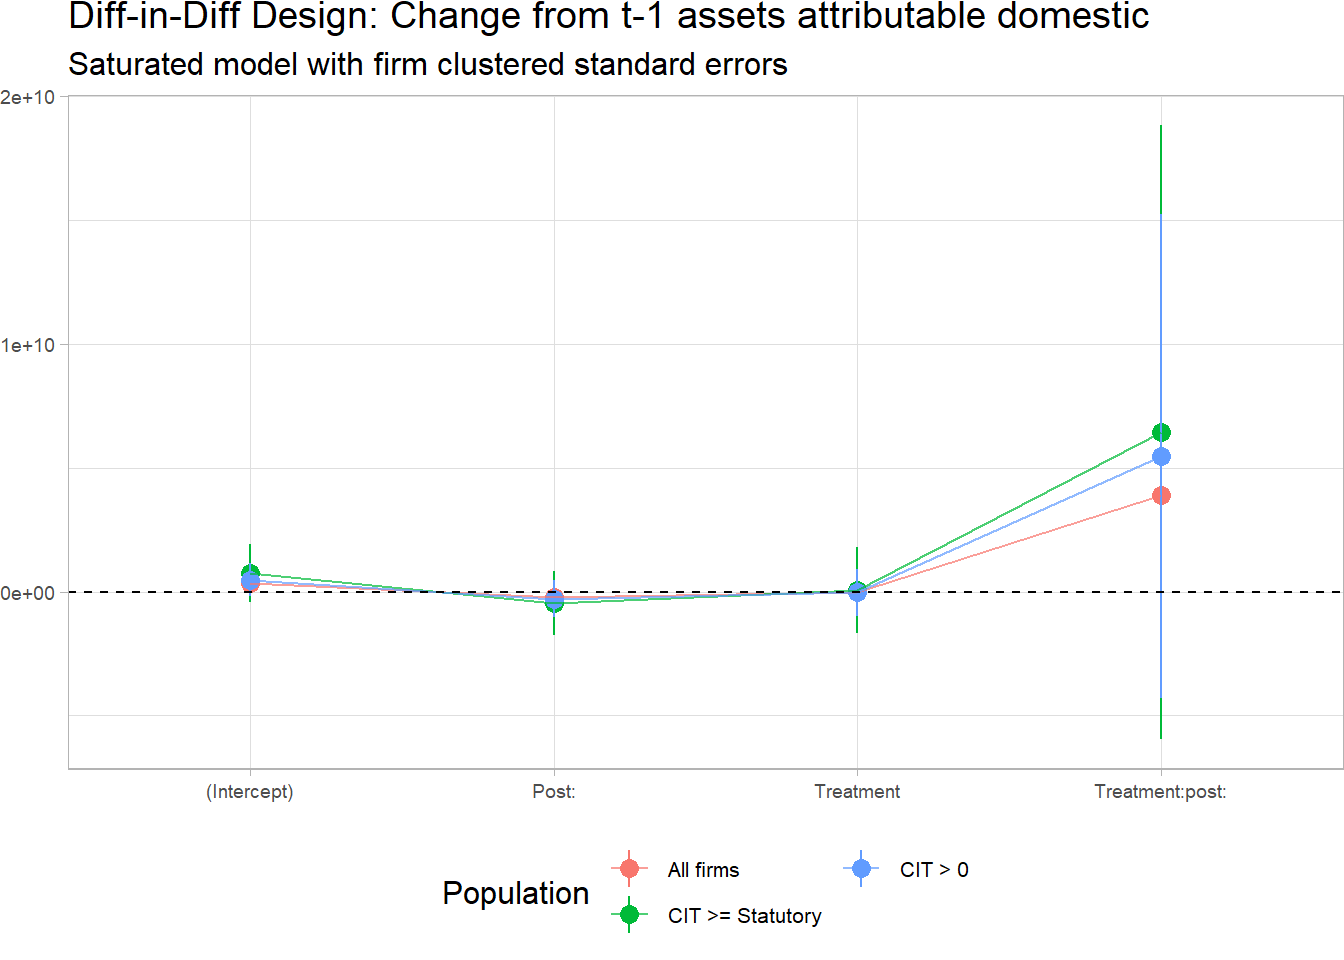 Diff-in-Diff Design: Change from t-1 assets attributable domestic
Saturated model with firm clustered standard errors
2e+10
1e+10
0e+00
(Intercept)
Post:
Treatment
Treatment:post:
Population
All firms
CIT > 0
CIT >= Statutory